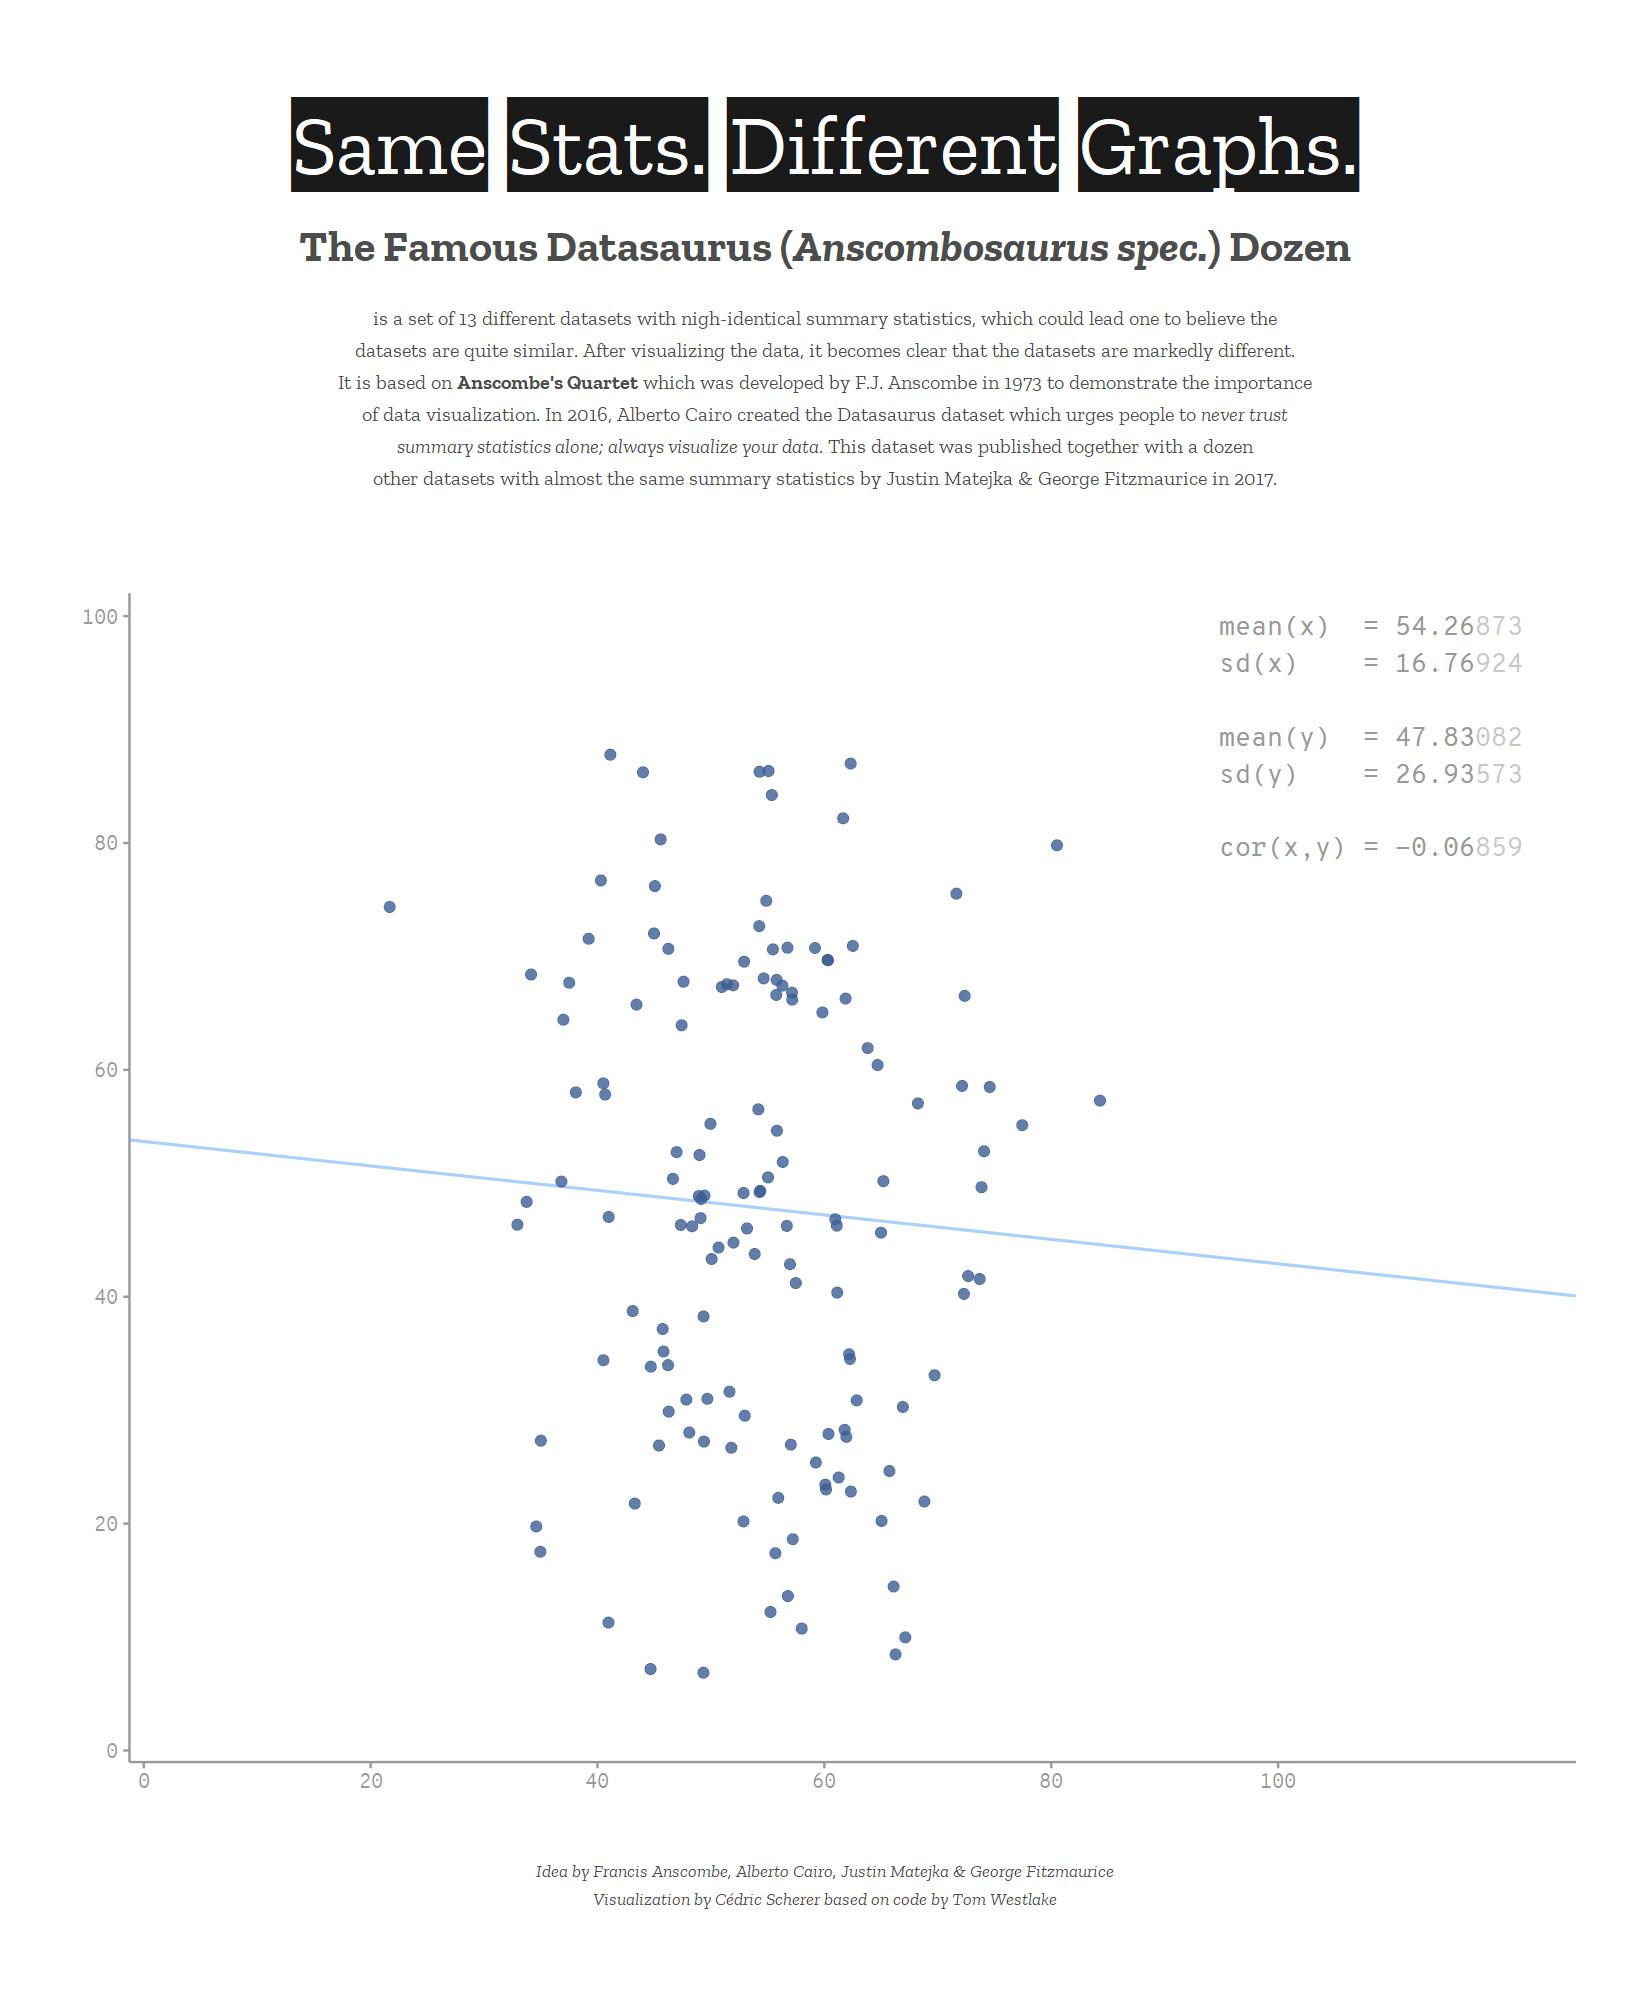 Same Stats. Different Graphs.
The Famous Datasaurus (Anscombosaurus spec.) Dozen
is a set of 13 different datasets with nigh-identical summary statistics, which could lead one to believe the
datasets are quite similar. After visualizing the data, it becomes clear that the datasets are markedly different.
It is based on Anscombe's Quartet which was developed by F.J. Anscombe in 1973 to demonstrate the importance
of data visualization. In 2016, Alberto Cairo created the Datasaurus dataset which urges people to never trust
summary statistics alone; always visualize your data. This dataset was published together with a dozen
other datasets with almost the same summary statistics by Justin Matejka & George Fitzmaurice in 2017.
mean(x) = 54.26873
sd(x) = 16.76924
mean(y) = 47.83082
sd(y) = 26.93573
cor(x,y) = −0.06859
100
80
60
40
20
0
0 20 40 60 80 100
Idea by Francis Anscombe, Alberto Cairo, Justin Matejka & George Fitzmaurice
Visualization by Cédric Scherer based on code by Tom Westlake